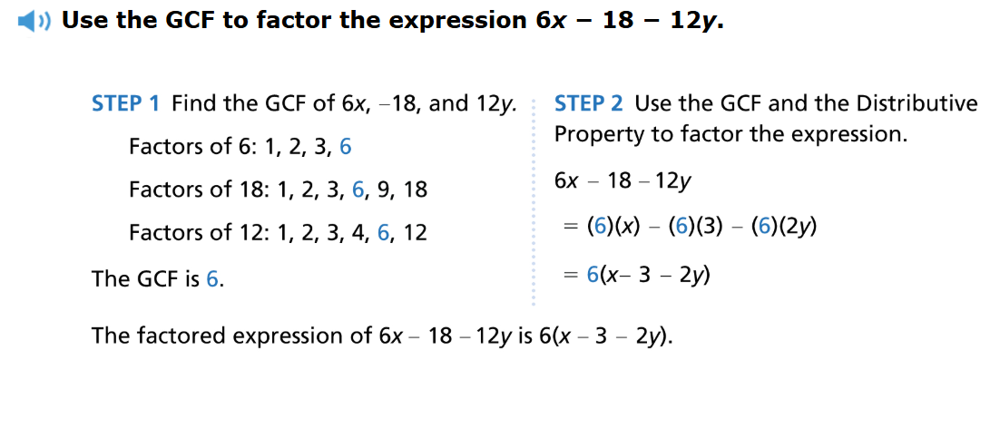 Use the GCF to factor the expression 6x − 18 − 12y.
STEP 1 Find the GCF of 6x, −18, and 12y.
Factors of 6: 1, 2, 3, 6
Factors of 18: 1, 2, 3, 6, 9, 18
Factors of 12: 1, 2, 3, 4, 6, 12
The GCF is 6.
STEP 2 Use the GCF and the Distributive
Property to factor the expression.
6x − 18 − 12y
= (6)(x) − (6)(3) − (6)(2y)
= 6(x− 3 − 2y)
The factored expression of 6x − 18 − 12y is 6(x − 3 − 2y).